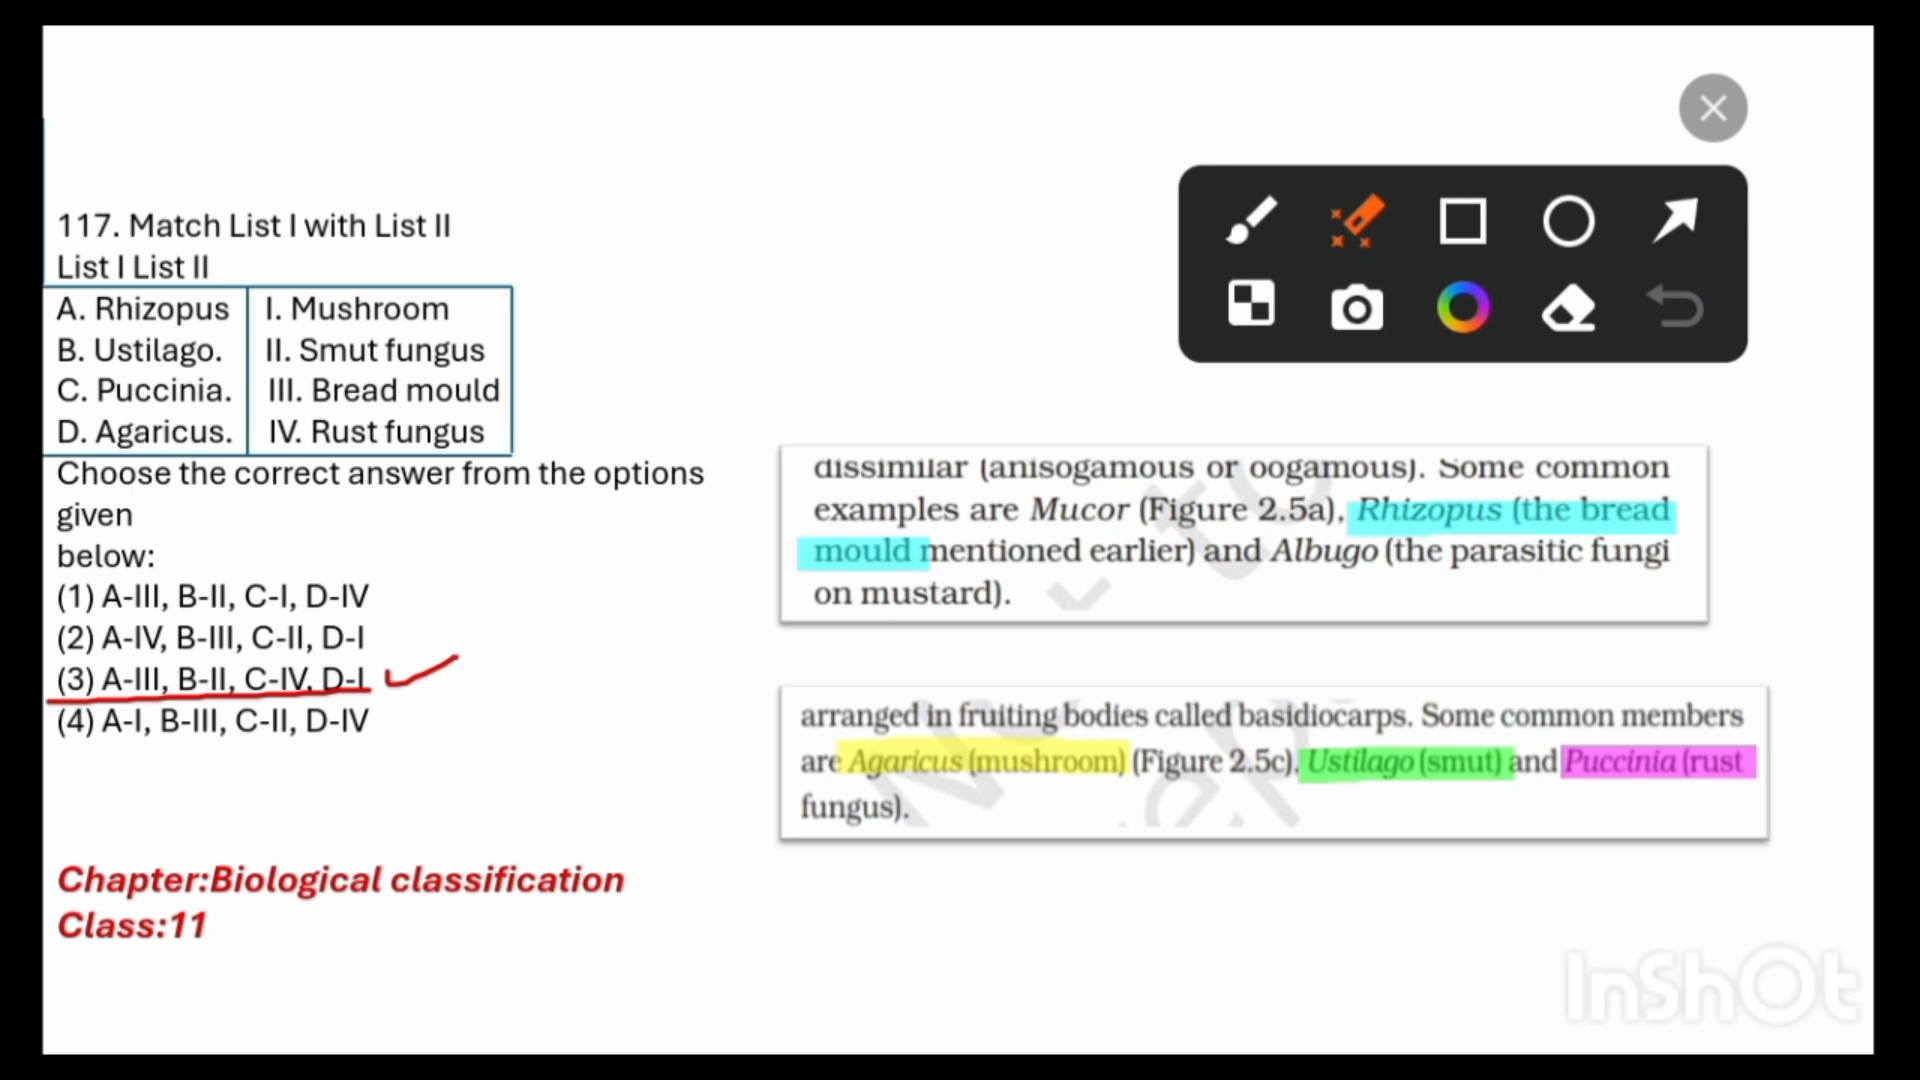 117. Match List I with List II
List I List II
A. Rhizopus I. Mushroom
B. Ustilago. II. Smut fungus
C. Puccinia. III. Bread mould
D. Agaricus. IV. Rust fungus
Choose the correct answer from the options
given
below:
(1) A-III, B-II, C-I, D-IV
(2) A-IV, B-III, C-II, D-I
(3) A-III, B-II, C-IV, D-I
(4) A-I, B-III, C-II, D-IV
Chapter:Biological classification
Class:11
dissimilar (anisogamous or oogamous). Some common
examples are Mucor (Figure 2.5a), Rhizopus (the bread
mould mentioned earlier) and Albugo (the parasitic fungi
on mustard).
arranged in fruiting bodies called basidiocarps. Some common members
are Agaricus (mushroom) (Figure 2.5c), Ustilago (smut) and Puccinia (rust
fungus).
InShOt